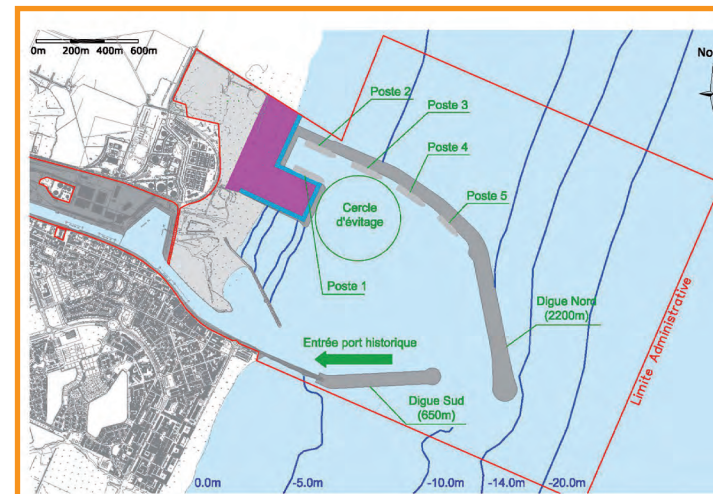 0m 200m 400m 600m
No
Poste 2
Poste 3
Poste 4
Poste 5
Cercle
d'évitage
Poste 1
Digue Nord
(2200m)
Entrée port historique
Limite Administrative
Digue Sud
(650m)
0.0m -5.0m -10.0m -14.0m -20.0m